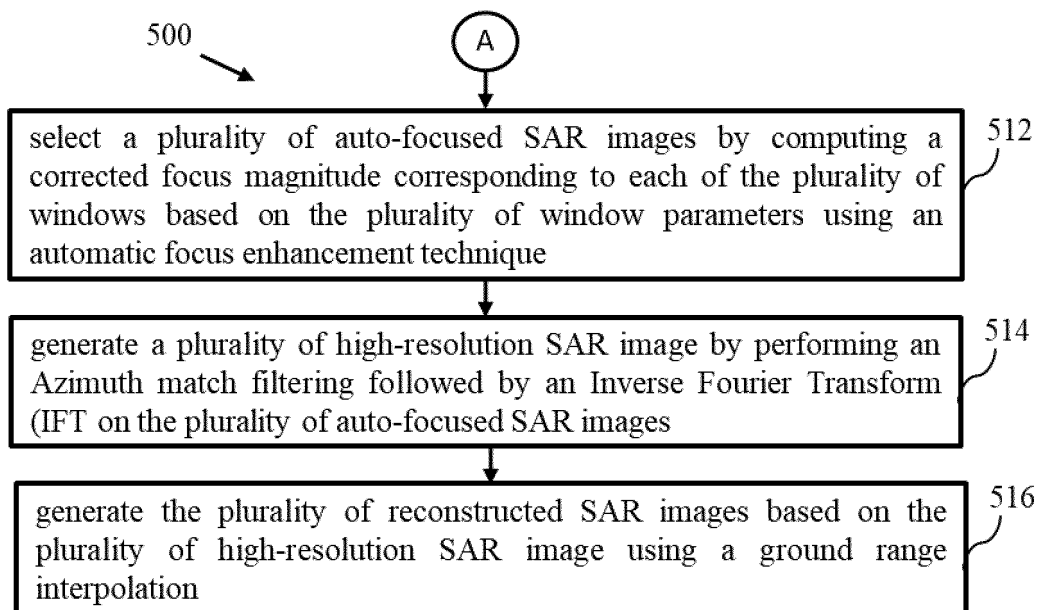 500
A
select a plurality of auto-focused SAR images by computing a
corrected focus magnitude corresponding to each of the plurality of
windows based on the plurality of window parameters using an
automatic focus enhancement technique
512
generate a plurality of high-resolution SAR image by performing an
Azimuth match filtering followed by an Inverse Fourier Transform
(IFT on the plurality of auto-focused SAR images
514
generate the plurality of reconstructed SAR images based on the
plurality of high-resolution SAR image using a ground range
interpolation
516